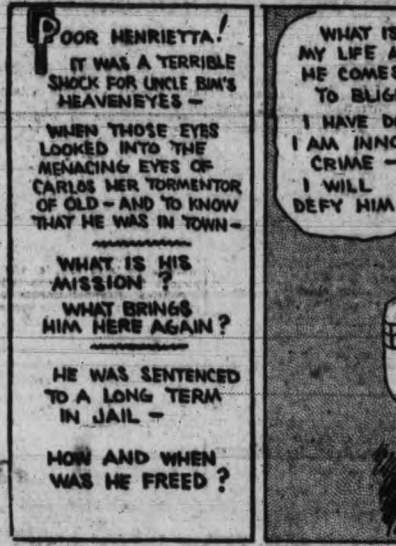 POOR HENRIETTA!
IT WAS A TERRIBLE
SHOCK FOR UNCLE BIM'S
HEAVENEYES –
WHEN THOSE EYES
LOOKED INTO THE
MENACING EYES OF
CARLOS HER TORMENTOR
OF OLD – AND TO KNOW
THAT HE WAS IN TOWN –
WHAT IS HIS
MISSION ?
WHAT BRINGS
HIM HERE AGAIN ?
HE WAS SENTENCED
TO A LONG TERM
IN JAIL –
HOW AND WHEN
WAS HE FREED ?
WHAT IS
MY LIFE
HE COMES
TO
I HAVE
I AM
CRIME –
I WILL
DEFY HIM